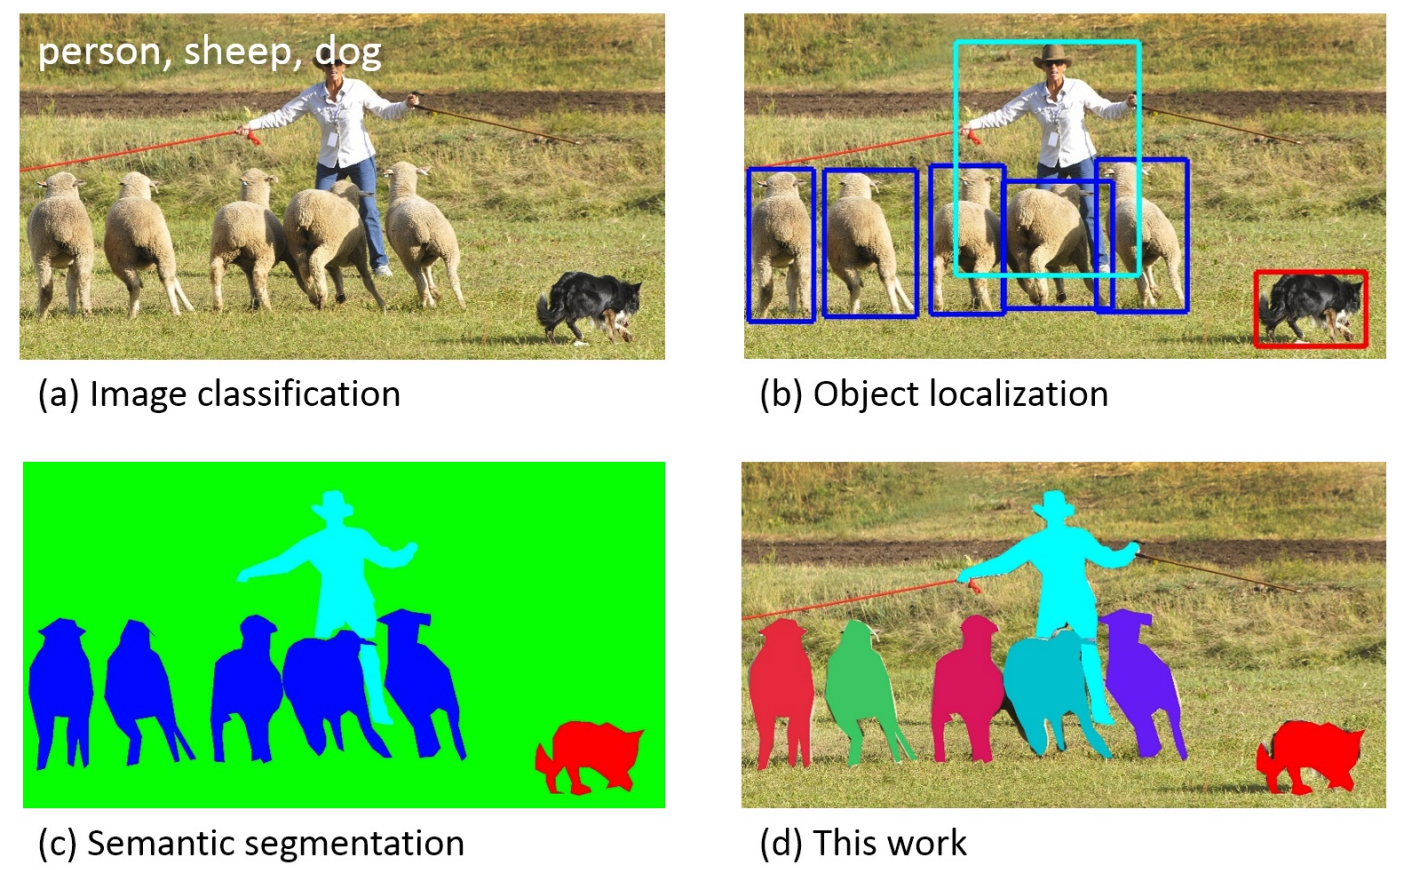 person, sheep, dog
(a) Image classification
(b) Object localization
(c) Semantic segmentation
(d) This work